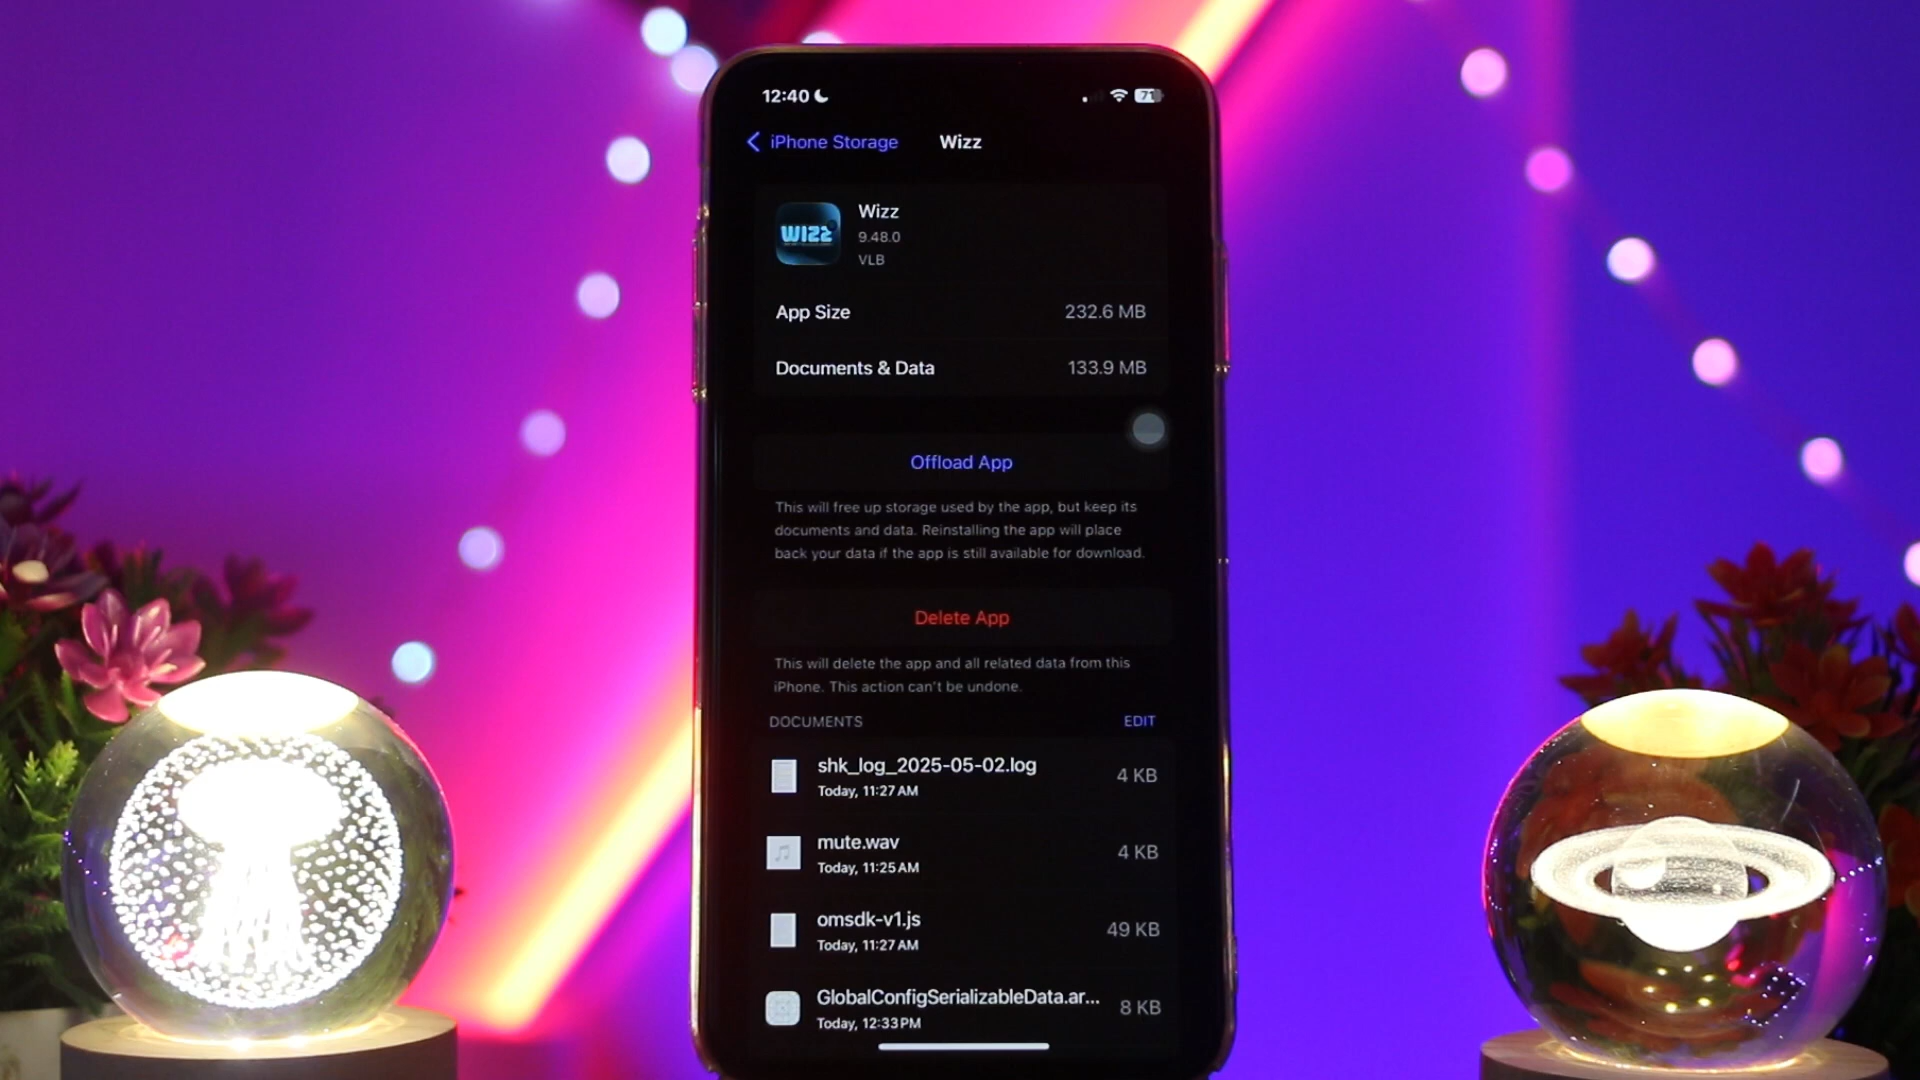 12:40
71
iPhone Storage
Wizz
WIZZ
Wizz
9.48.0
VLB
App Size
232.6 MB
Documents & Data
133.9 MB
Offload App
This will free up storage used by the app, but keep its
documents and data. Reinstalling the app will place
back your data if the app is still available for download.
Delete App
This will delete the app and all related data from this
iPhone. This action can't be undone.
DOCUMENTS
EDIT
shk_log_2025-05-02.log
Today, 11:27 AM
4 KB
mute.wav
Today, 11:25 AM
4 KB
omsdk-v1.js
Today, 11:27 AM
49 KB
GlobalConfigSerializableData.ar...
Today, 12:33 PM
8 KB